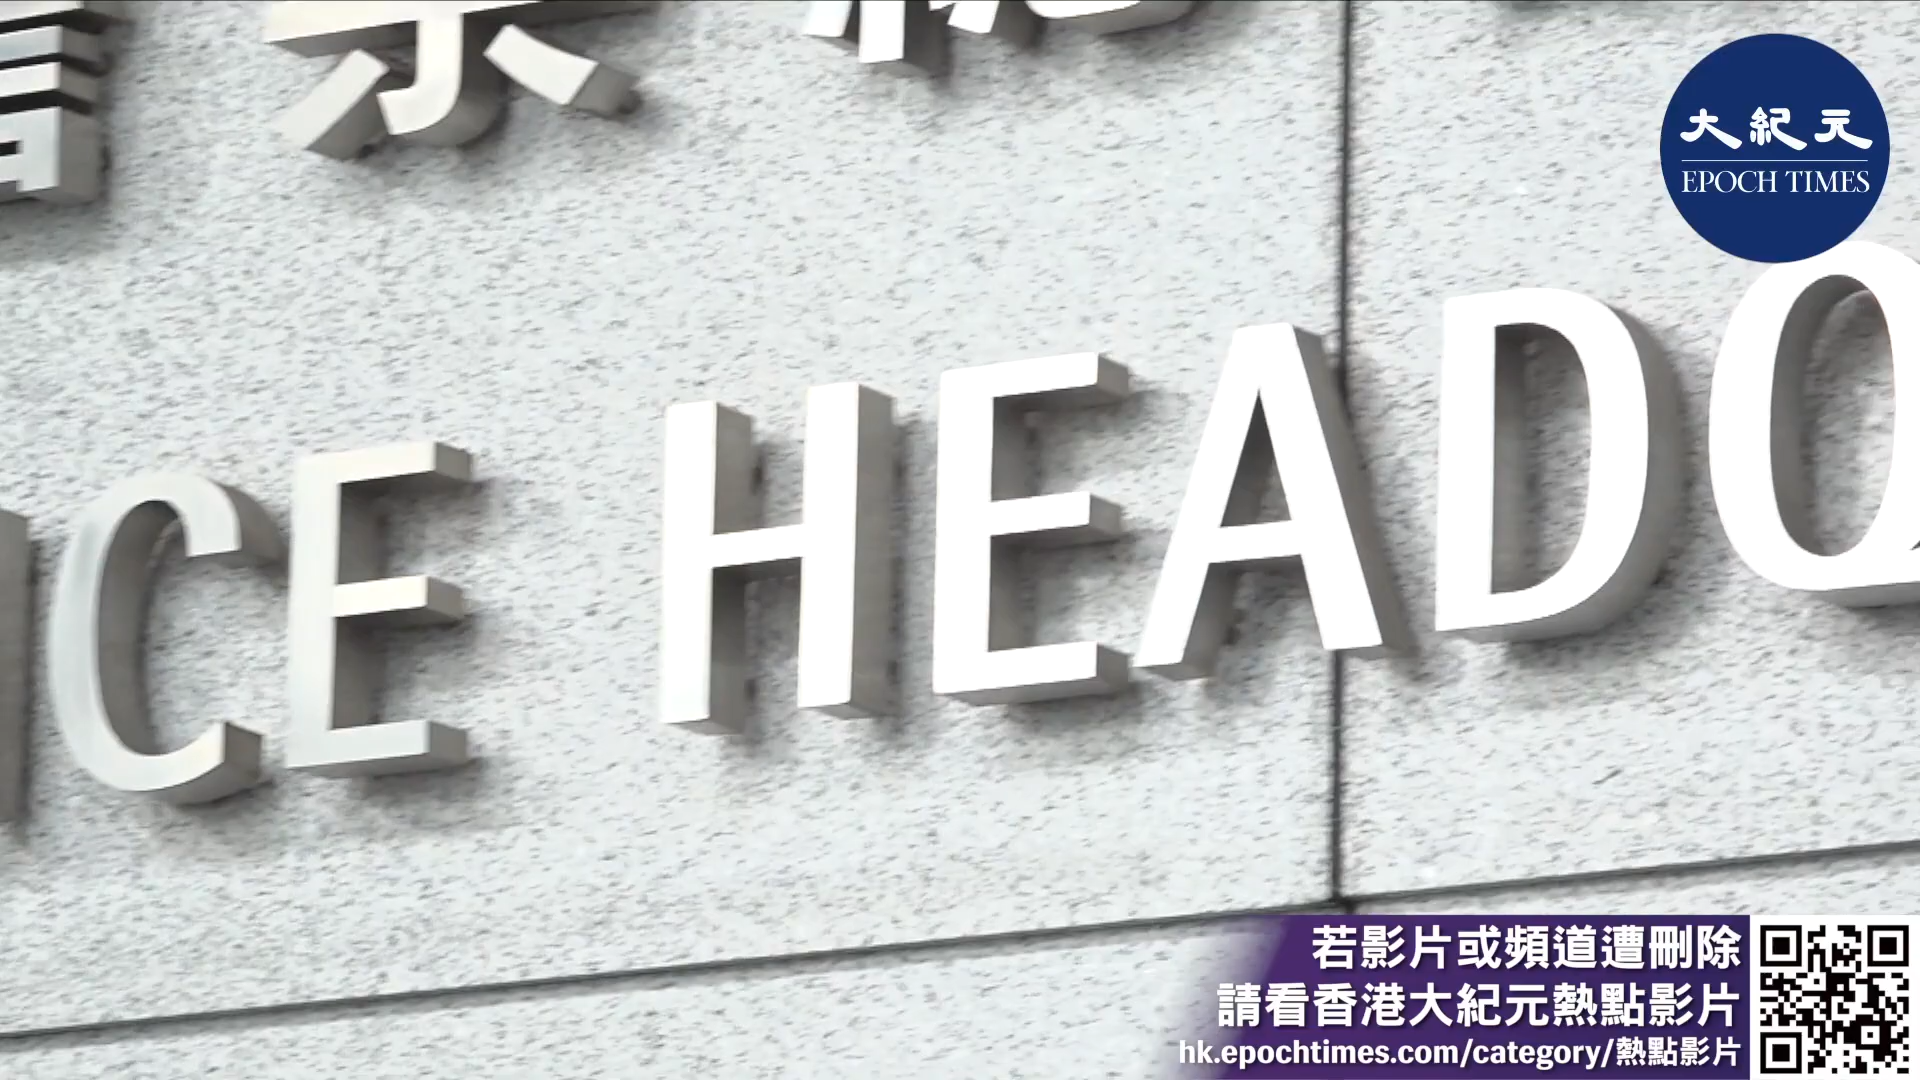 大紀元
EPOCH TIMES
CE HEADQ
若影片或頻道遭刪除
請看香港大紀元熱點影片
hk.epochtimes.com/category/熱點影片